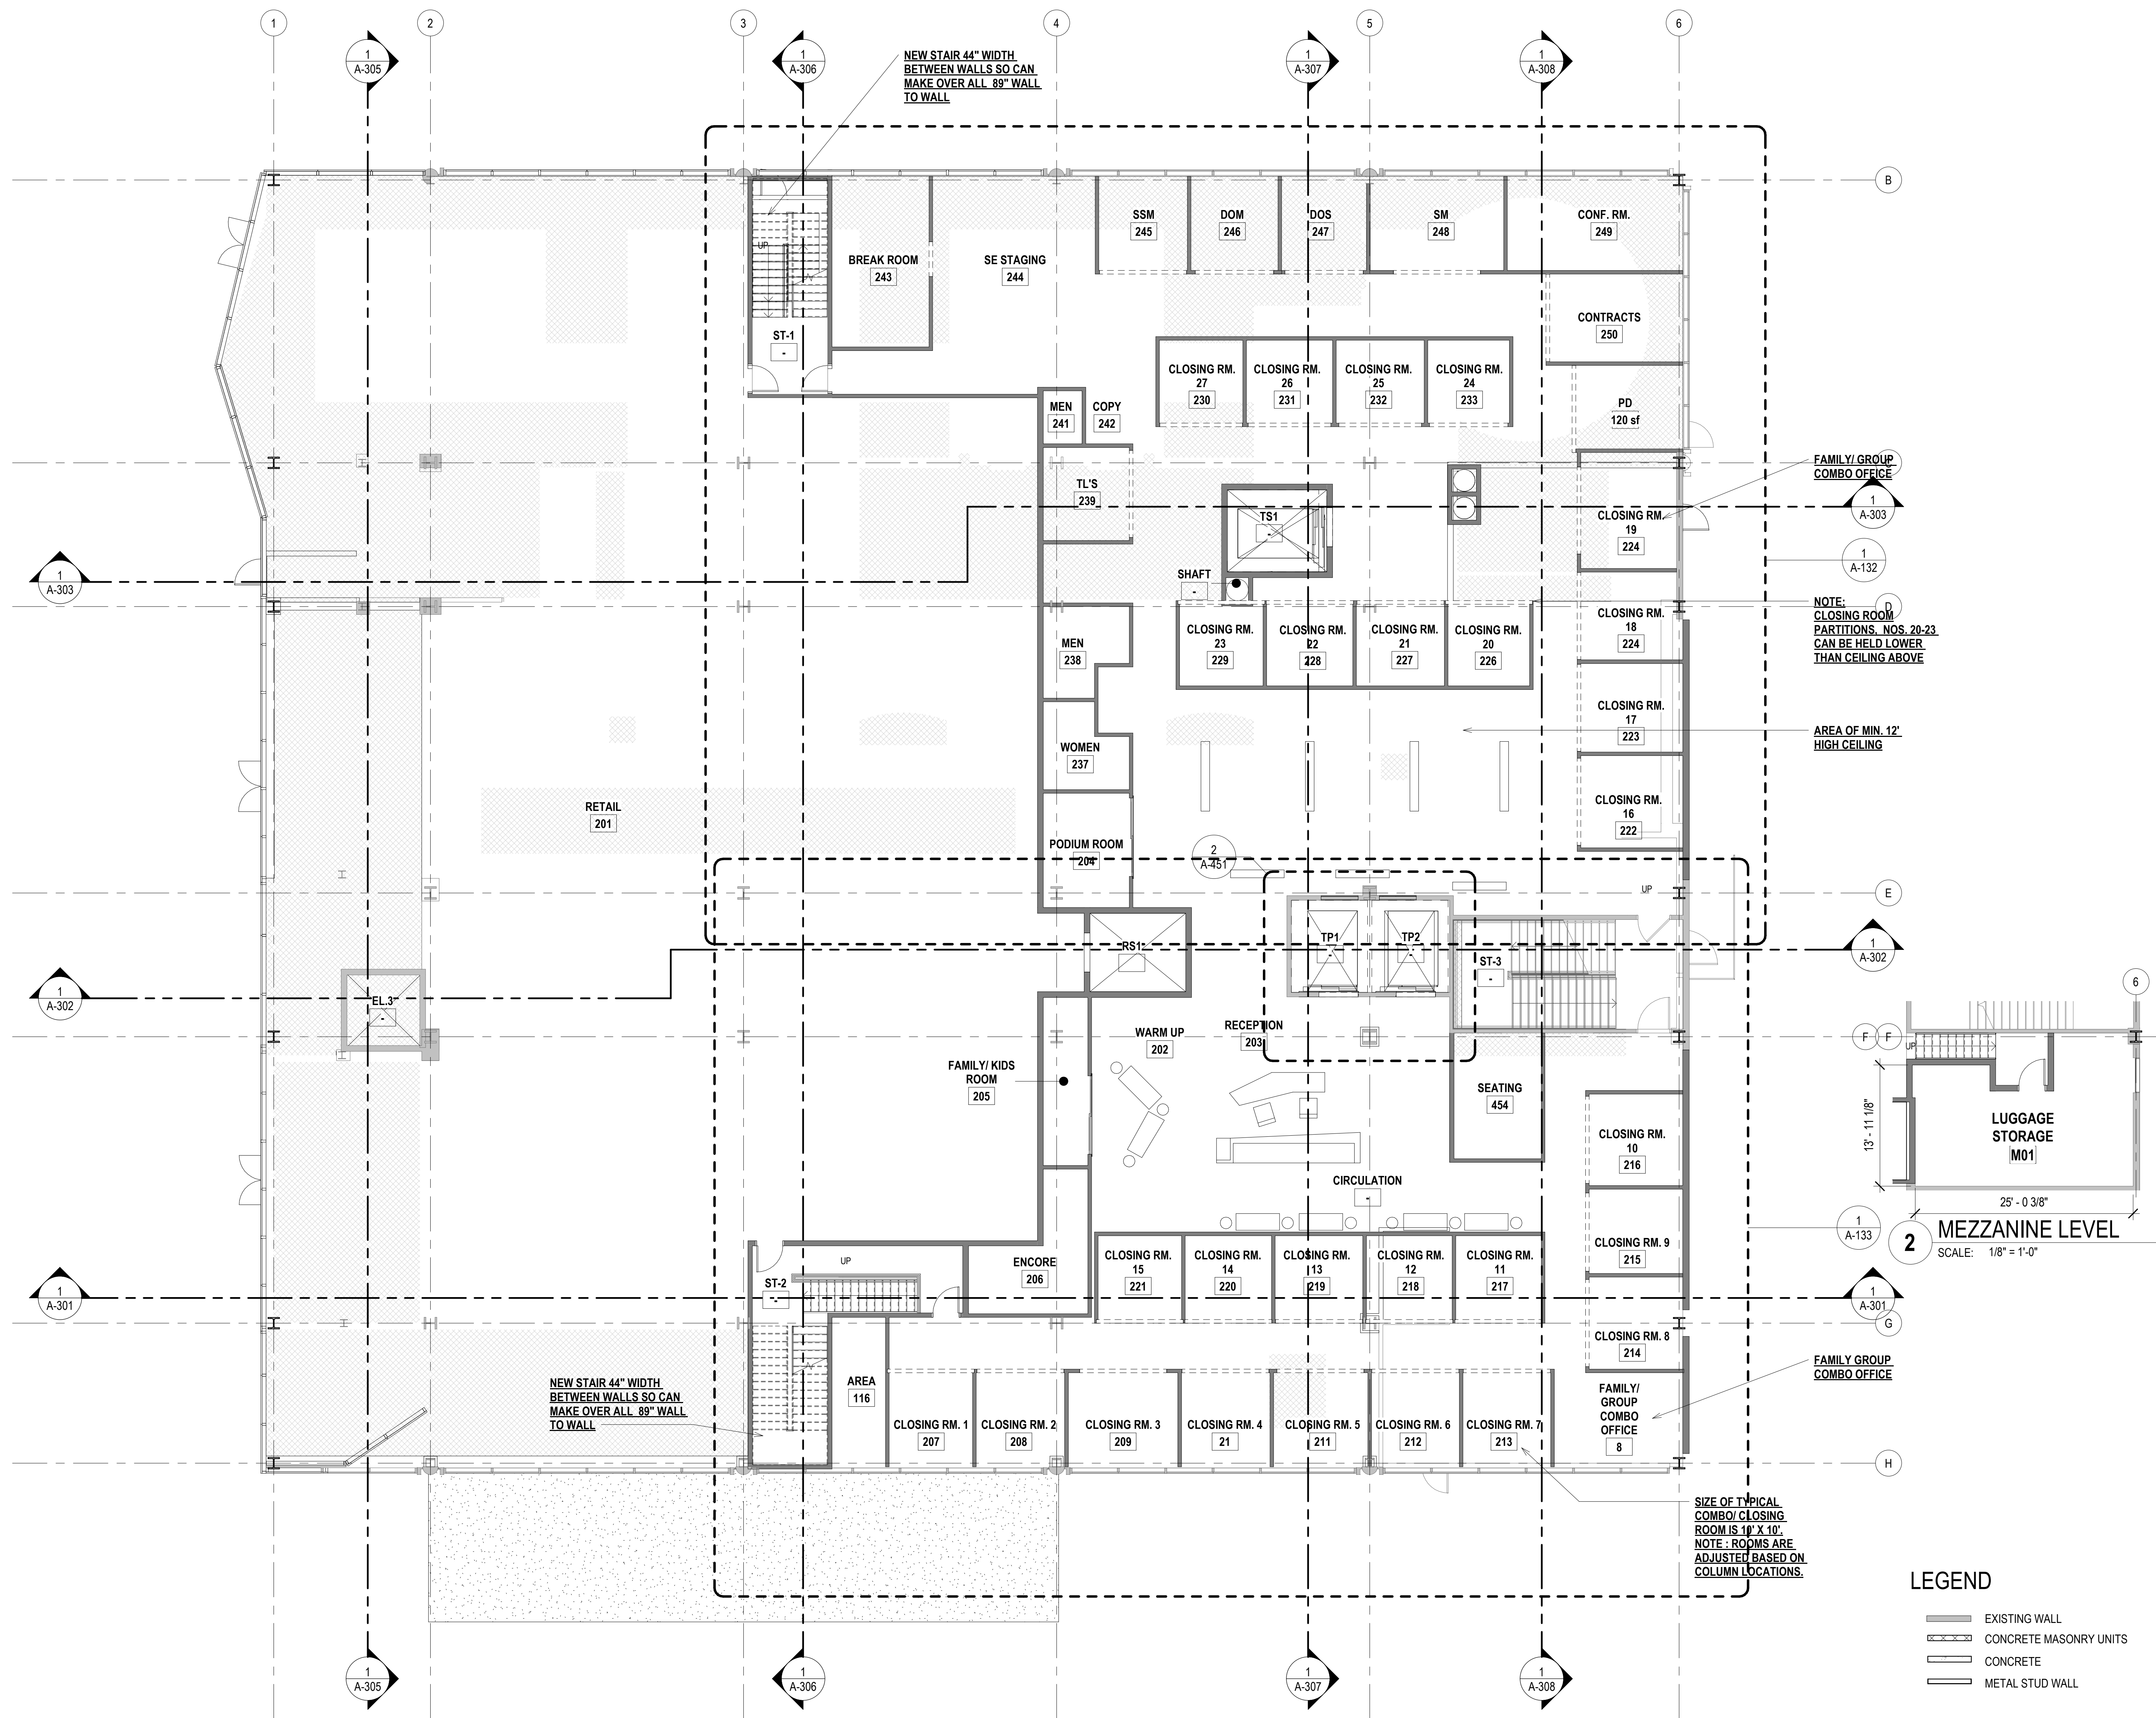 1
2
3
4
5
6
1
A-305
1
A-306
1
A-307
1
A-308
NEW STAIR 44" WIDTH
BETWEEN WALLS SO CAN
MAKE OVER ALL 89" WALL
TO WALL
B
UP
ST-1
-
BREAK ROOM
243
SE STAGING
244
SSM
245
DOM
246
DOS
247
SM
248
CONF. RM.
249
CONTRACTS
250
PD
120 sf
CLOSING RM.
27
230
CLOSING RM.
26
231
CLOSING RM.
25
232
CLOSING RM.
24
233
MEN
241
COPY
242
TL'S
239
TS1
-
SHAFT
-
FAMILY/ GROUP
COMBO OFFICE
C
1
A-303
1
A-132
CLOSING RM.
19
224
1
A-303
NOTE:
CLOSING ROOM
PARTITIONS, NOS. 20-23
CAN BE HELD LOWER
THAN CEILING ABOVE
D
CLOSING RM.
18
224
MEN
238
CLOSING RM.
23
229
CLOSING RM.
22
228
CLOSING RM.
21
227
CLOSING RM.
20
226
CLOSING RM.
17
223
AREA OF MIN. 12'
HIGH CEILING
WOMEN
237
RETAIL
201
CLOSING RM.
16
222
PODIUM ROOM
204
2
A-451
UP
E
RS1
TP1
-
TP2
-
ST-3
-
1
A-302
1
A-302
EL.3
-
WARM UP
202
RECEPTION
203
FAMILY/ KIDS
ROOM
205
SEATING
454
6
F
F
UP
LUGGAGE
STORAGE
M01
13' - 11 1/8"
25' - 0 3/8"
2
MEZZANINE LEVEL
SCALE: 1/8" = 1'-0"
CLOSING RM.
10
216
CIRCULATION
-
1
A-133
CLOSING RM. 9
215
UP
ST-2
-
ENCORE
206
CLOSING RM.
15
221
CLOSING RM.
14
220
CLOSING RM.
13
219
CLOSING RM.
12
218
CLOSING RM.
11
217
1
A-301
1
A-301
G
CLOSING RM. 8
214
FAMILY GROUP
COMBO OFFICE
NEW STAIR 44" WIDTH
BETWEEN WALLS SO CAN
MAKE OVER ALL 89" WALL
TO WALL
AREA
116
CLOSING RM. 1
207
CLOSING RM. 2
208
CLOSING RM. 3
209
CLOSING RM. 4
21
CLOSING RM. 5
211
CLOSING RM. 6
212
CLOSING RM. 7
213
FAMILY/
GROUP
COMBO
OFFICE
8
H
SIZE OF TYPICAL
COMBO/ CLOSING
ROOM IS 10' X 10'.
NOTE : ROOMS ARE
ADJUSTED BASED ON
COLUMN LOCATIONS.
LEGEND
EXISTING WALL
CONCRETE MASONRY UNITS
CONCRETE
METAL STUD WALL
1
A-305
1
A-306
1
A-307
1
A-308